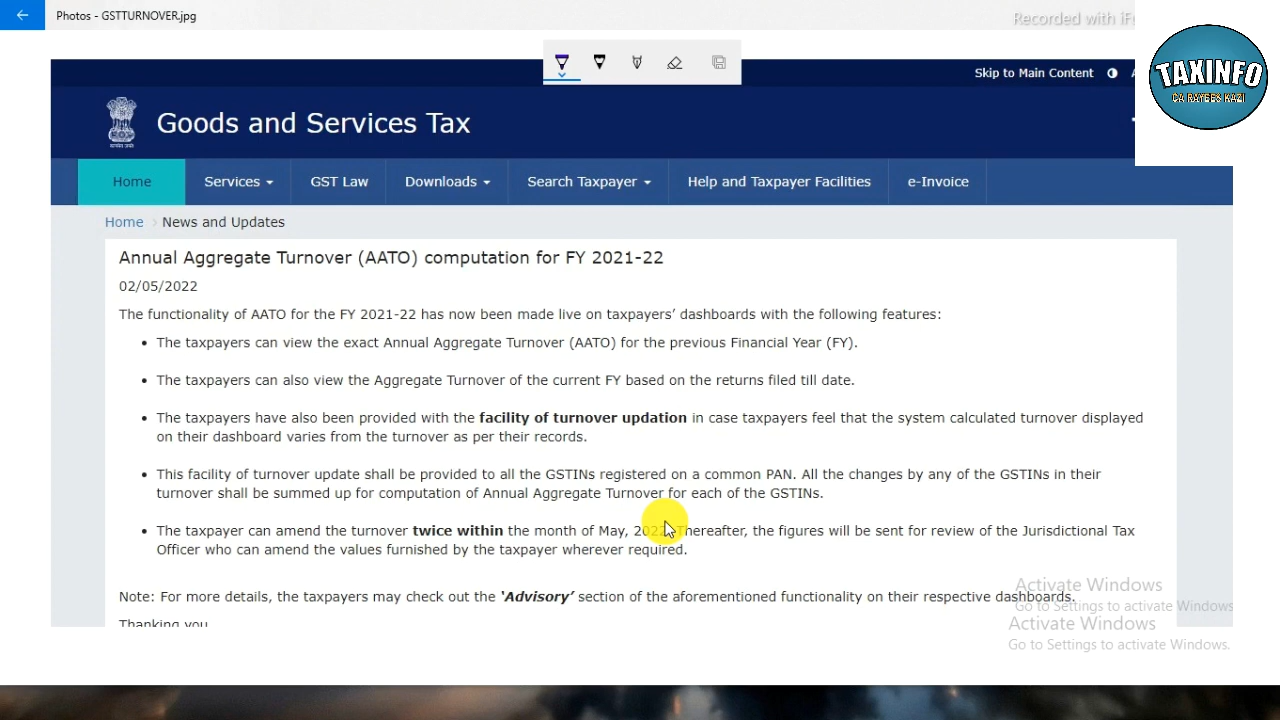 Photos - GSTTURNOVER.jpg
Recorded with iF
Skip to Main Content
TAXINFO
CA RAYEES KAZI
Goods and Services Tax
Home Services GST Law Downloads Search Taxpayer Help and Taxpayer Facilities e-Invoice
Home › News and Updates
Annual Aggregate Turnover (AATO) computation for FY 2021-22
02/05/2022
The functionality of AATO for the FY 2021-22 has now been made live on taxpayers’ dashboards with the following features:
• The taxpayers can view the exact Annual Aggregate Turnover (AATO) for the previous Financial Year (FY).
• The taxpayers can also view the Aggregate Turnover of the current FY based on the returns filed till date.
• The taxpayers have also been provided with the facility of turnover updation in case taxpayers feel that the system calculated turnover displayed
on their dashboard varies from the turnover as per their records.
• This facility of turnover update shall be provided to all the GSTINs registered on a common PAN. All the changes by any of the GSTINs in their
turnover shall be summed up for computation of Annual Aggregate Turnover for each of the GSTINs.
• The taxpayer can amend the turnover twice within the month of May, 2022. Thereafter, the figures will be sent for review of the Jurisdictional Tax
Officer who can amend the values furnished by the taxpayer wherever required.
Note: For more details, the taxpayers may check out the ‘Advisory’ section of the aforementioned functionality on their respective dashboards.
Thanking you
Activate Windows
Go to Settings to activate Windows
Activate Windows
Go to Settings to activate Windows.